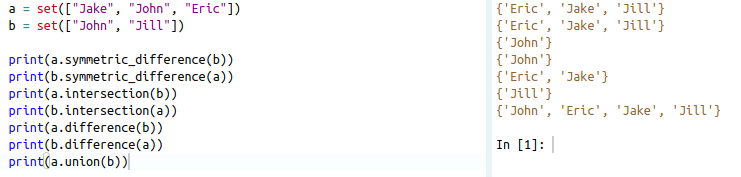 a = set(["Jake", "John", "Eric"])
b = set(["John", "Jill"])
print(a.symmetric_difference(b))
print(b.symmetric_difference(a))
print(a.intersection(b))
print(b.intersection(a))
print(a.difference(b))
print(b.difference(a))
print(a.union(b))
{'Eric', 'Jake', 'Jill'}
{'Eric', 'Jake', 'Jill'}
{'John'}
{'John'}
{'Eric', 'Jake'}
{'Jill'}
{'John', 'Eric', 'Jake', 'Jill'}
In [1]: